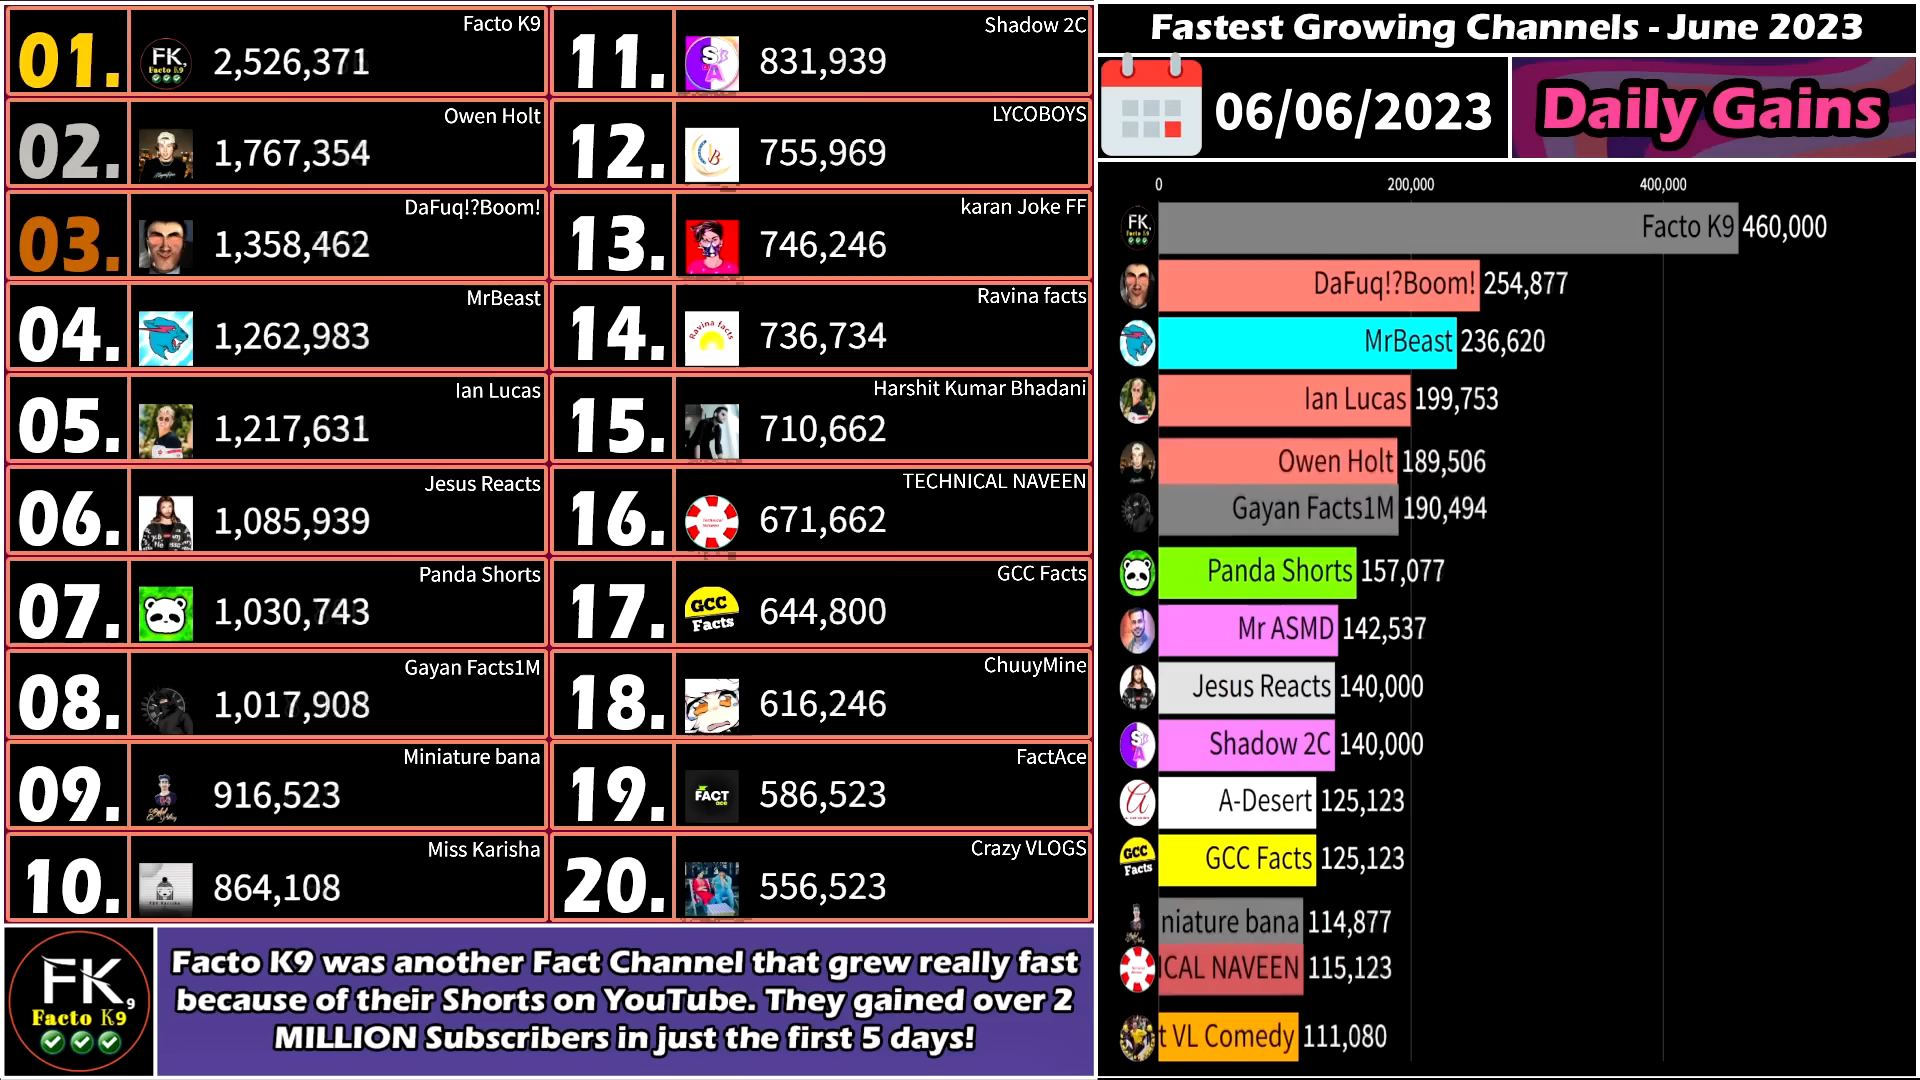 01.
Facto K9
2,526,371
02.
Owen Holt
1,767,354
03.
DaFuq!?Boom!
1,358,462
04.
MrBeast
1,262,983
05.
Ian Lucas
1,217,631
06.
Jesus Reacts
1,085,939
07.
Panda Shorts
1,030,743
08.
Gayan Facts1M
1,017,908
09.
Miniature bana
916,523
10.
Miss Karisha
864,108
11.
Shadow 2C
831,939
12.
LYCOBOYS
755,969
13.
karan Joke FF
746,246
14.
Ravina facts
Ravina facts
736,734
15.
Harshit Kumar Bhadani
710,662
16.
TECHNICAL NAVEEN
671,662
17.
GCC Facts
GCC
Facts
644,800
18.
ChuuyMine
616,246
19.
FactAce
FACT
ace
586,523
20.
Crazy VLOGS
556,523
FK9
Facto K9
Facto K9 was another Fact Channel that grew really fast
because of their Shorts on YouTube. They gained over 2
MILLION Subscribers in just the first 5 days!
Fastest Growing Channels - June 2023
06/06/2023
Daily Gains
0 200,000 400,000
Facto K9 460,000
DaFuq!?Boom! 254,877
MrBeast 236,620
Ian Lucas 199,753
Owen Holt 189,506
Gayan Facts1M 190,494
Panda Shorts 157,077
Mr ASMD 142,537
Jesus Reacts 140,000
Shadow 2C 140,000
A-Desert 125,123
GCC Facts GCC Facts 125,123
niature bana 114,877
ICAL NAVEEN 115,123
t VL Comedy 111,080